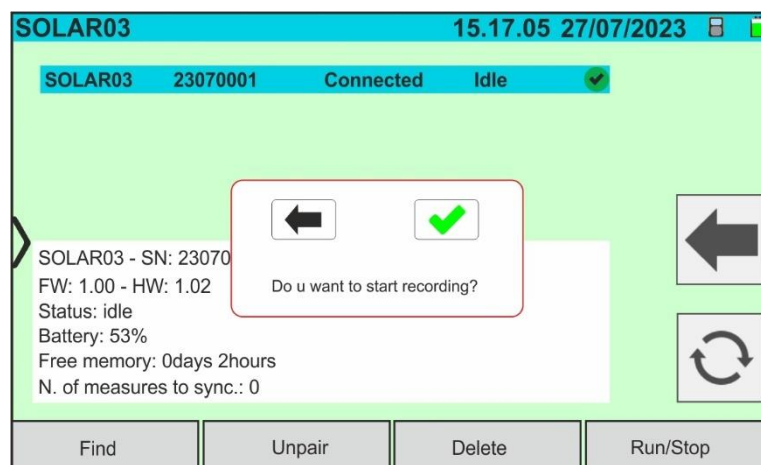 SOLAR03 15.17.05 27/07/2023
SOLAR03 23070001 Connected Idle
Do u want to start recording?
SOLAR03 - SN: 23070
FW: 1.00 - HW: 1.02
Status: idle
Battery: 53%
Free memory: 0days 2hours
N. of measures to sync.: 0
Find Unpair Delete Run/Stop